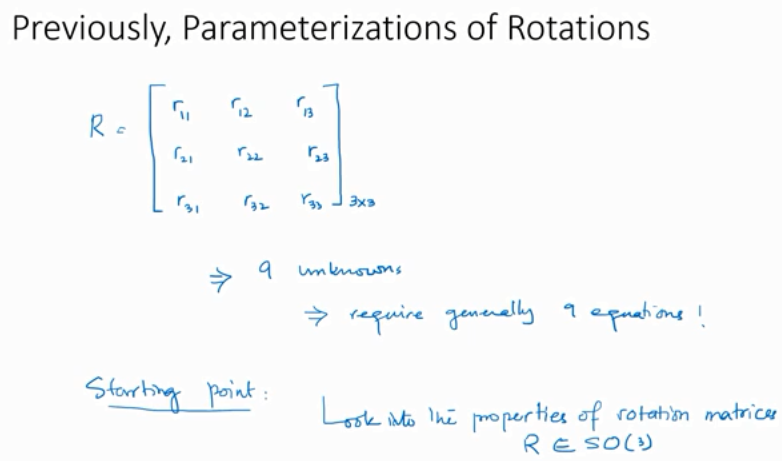 Previously, Parameterizations of Rotations
R = [ r11 r12 r13
r21 r22 r23
r31 r32 r33 ] 3x3
⇒ 9 unknowns
⇒ require generally 9 equations!
Starting point:
Look into the properties of rotation matrices
R ∈ SO(3)